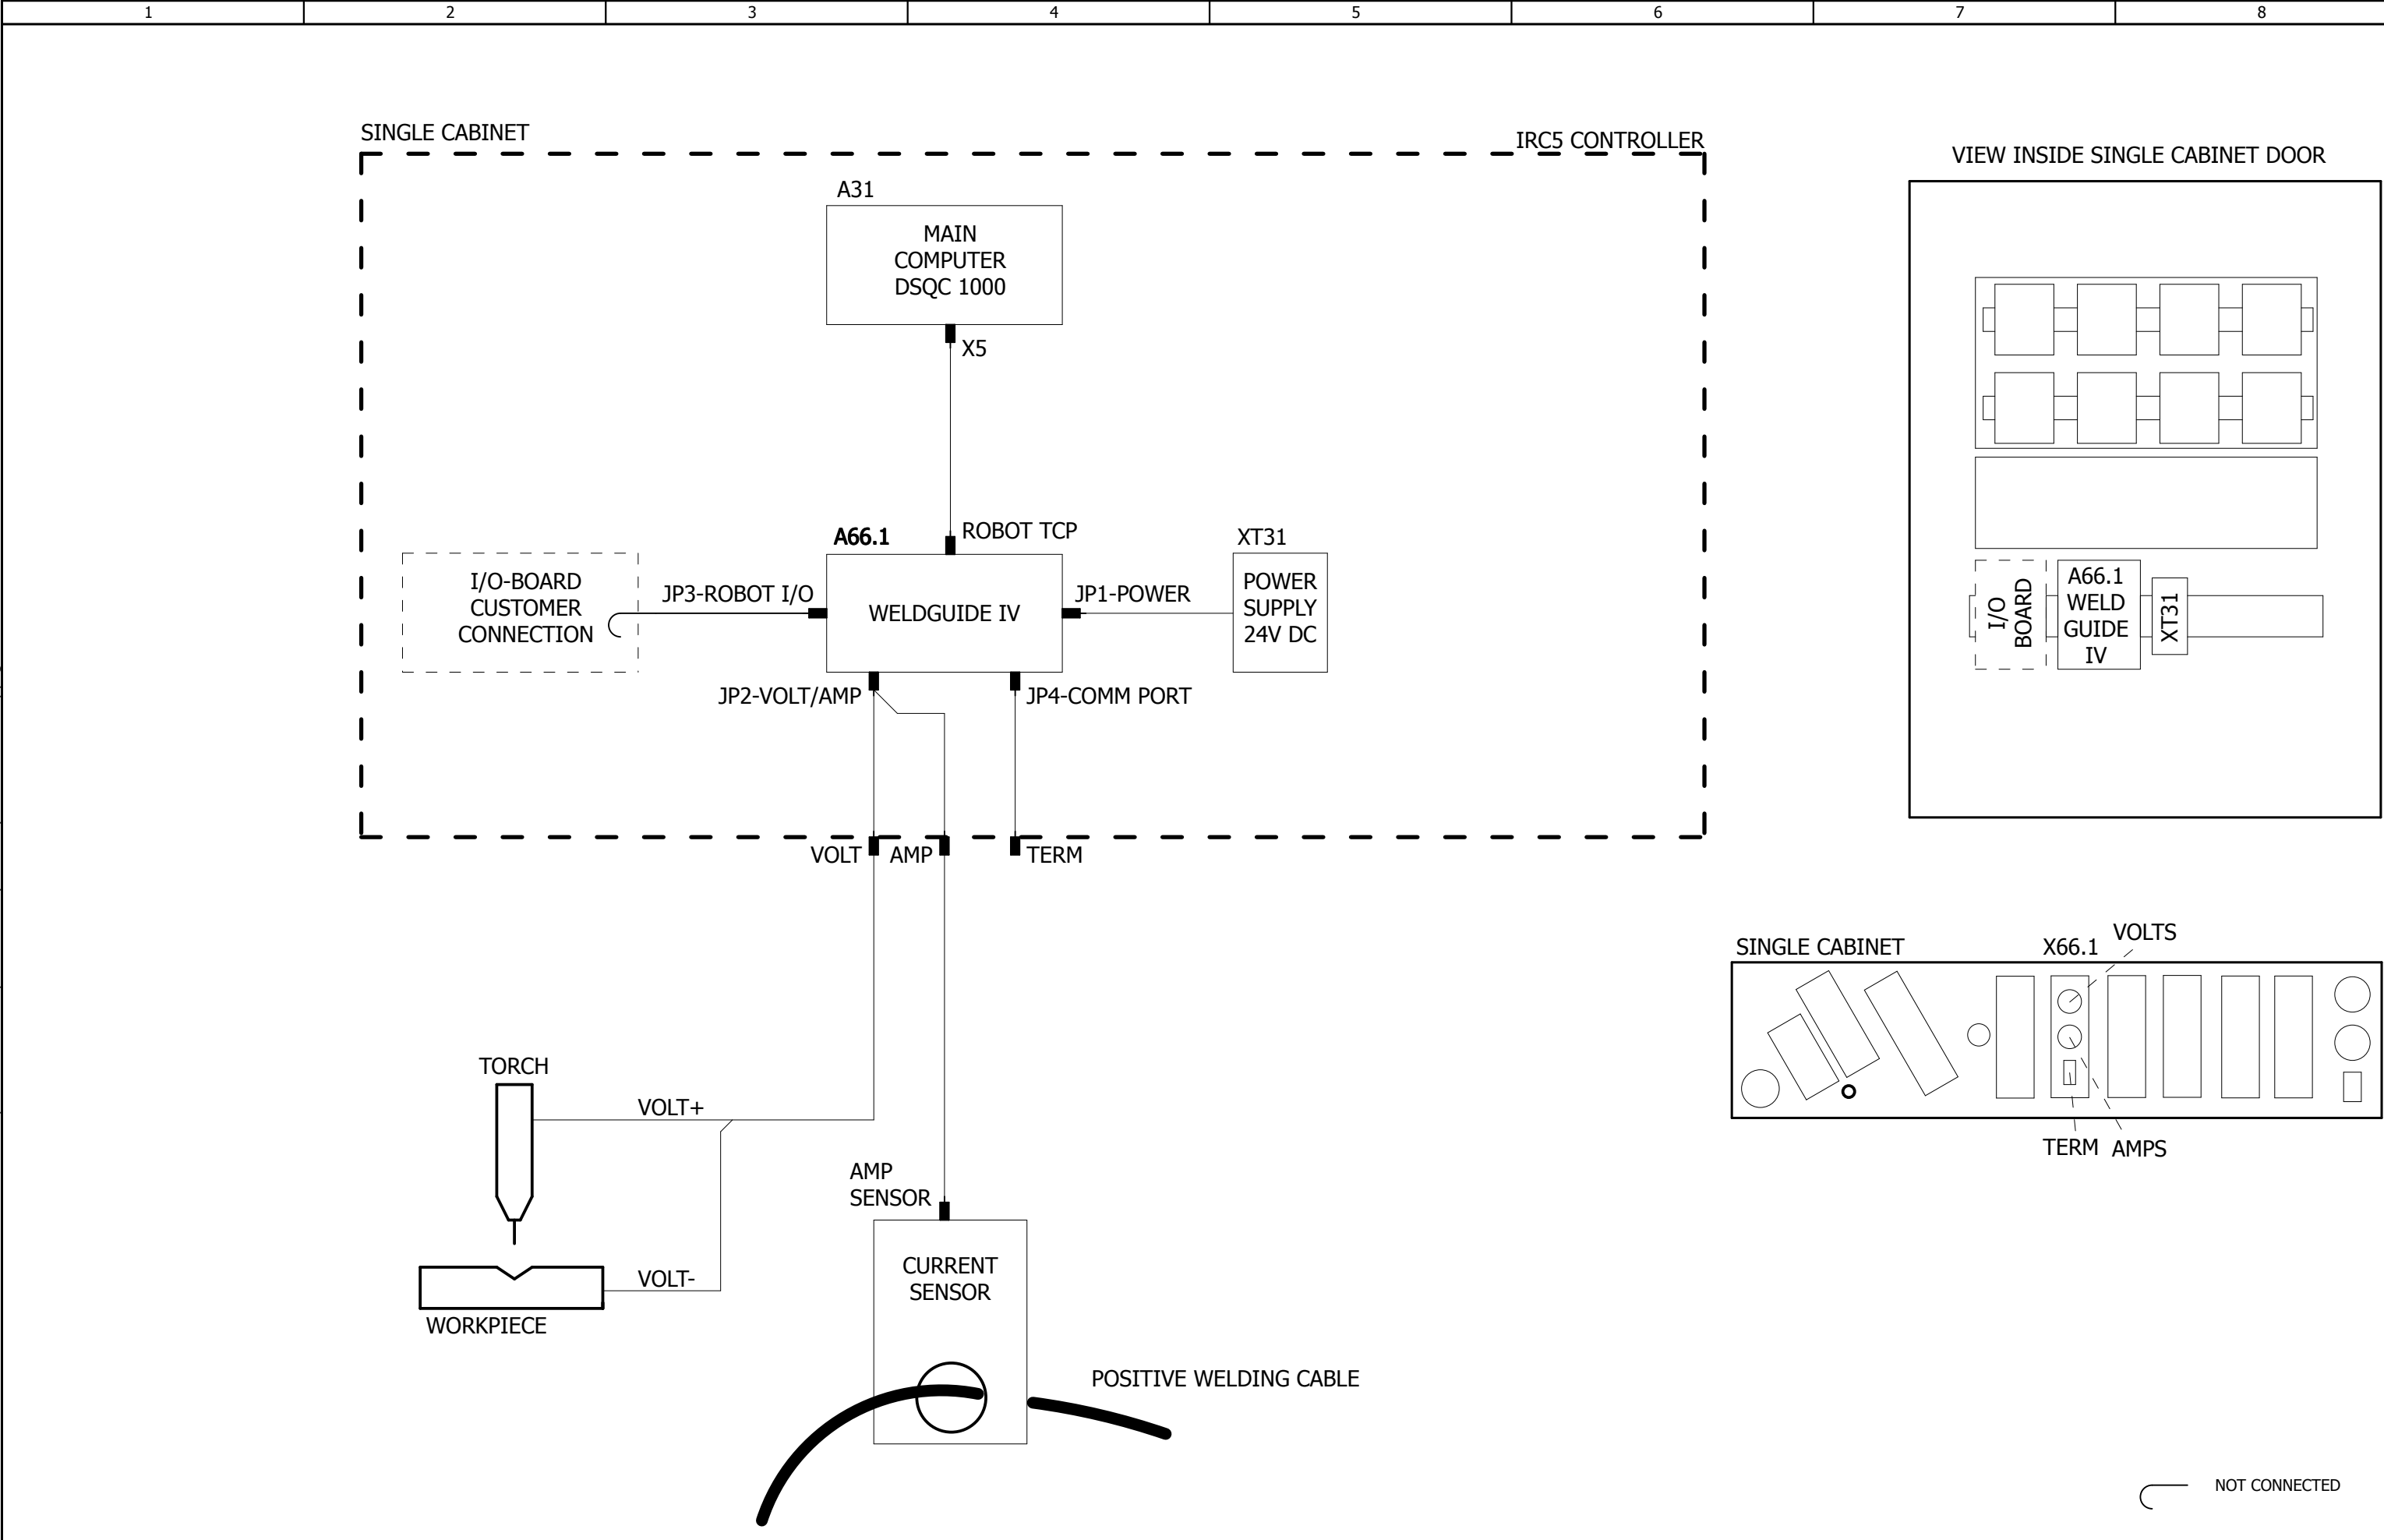 1 2 3 4 5 6 7 8
SINGLE CABINET
IRC5 CONTROLLER
A31
MAIN
COMPUTER
DSQC 1000
X5
A66.1
ROBOT TCP
XT31
I/O-BOARD
CUSTOMER
CONNECTION
JP3-ROBOT I/O
WELDGUIDE IV
JP1-POWER
POWER
SUPPLY
24V DC
JP2-VOLT/AMP
JP4-COMM PORT
VOLT
AMP
TERM
TORCH
VOLT+
VOLT-
WORKPIECE
AMP
SENSOR
CURRENT
SENSOR
POSITIVE WELDING CABLE
VIEW INSIDE SINGLE CABINET DOOR
I/O
BOARD
A66.1
WELD
GUIDE
IV
XT31
SINGLE CABINET
X66.1
VOLTS
TERM
AMPS
NOT CONNECTED